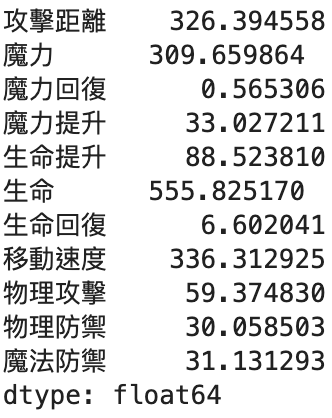 攻擊距離 326.394558
魔力 309.659864
魔力回復 0.565306
魔力提升 33.027211
生命提升 88.523810
生命 555.825170
生命回復 6.602041
移動速度 336.312925
物理攻擊 59.374830
物理防禦 30.058503
魔法防禦 31.131293
dtype: float64